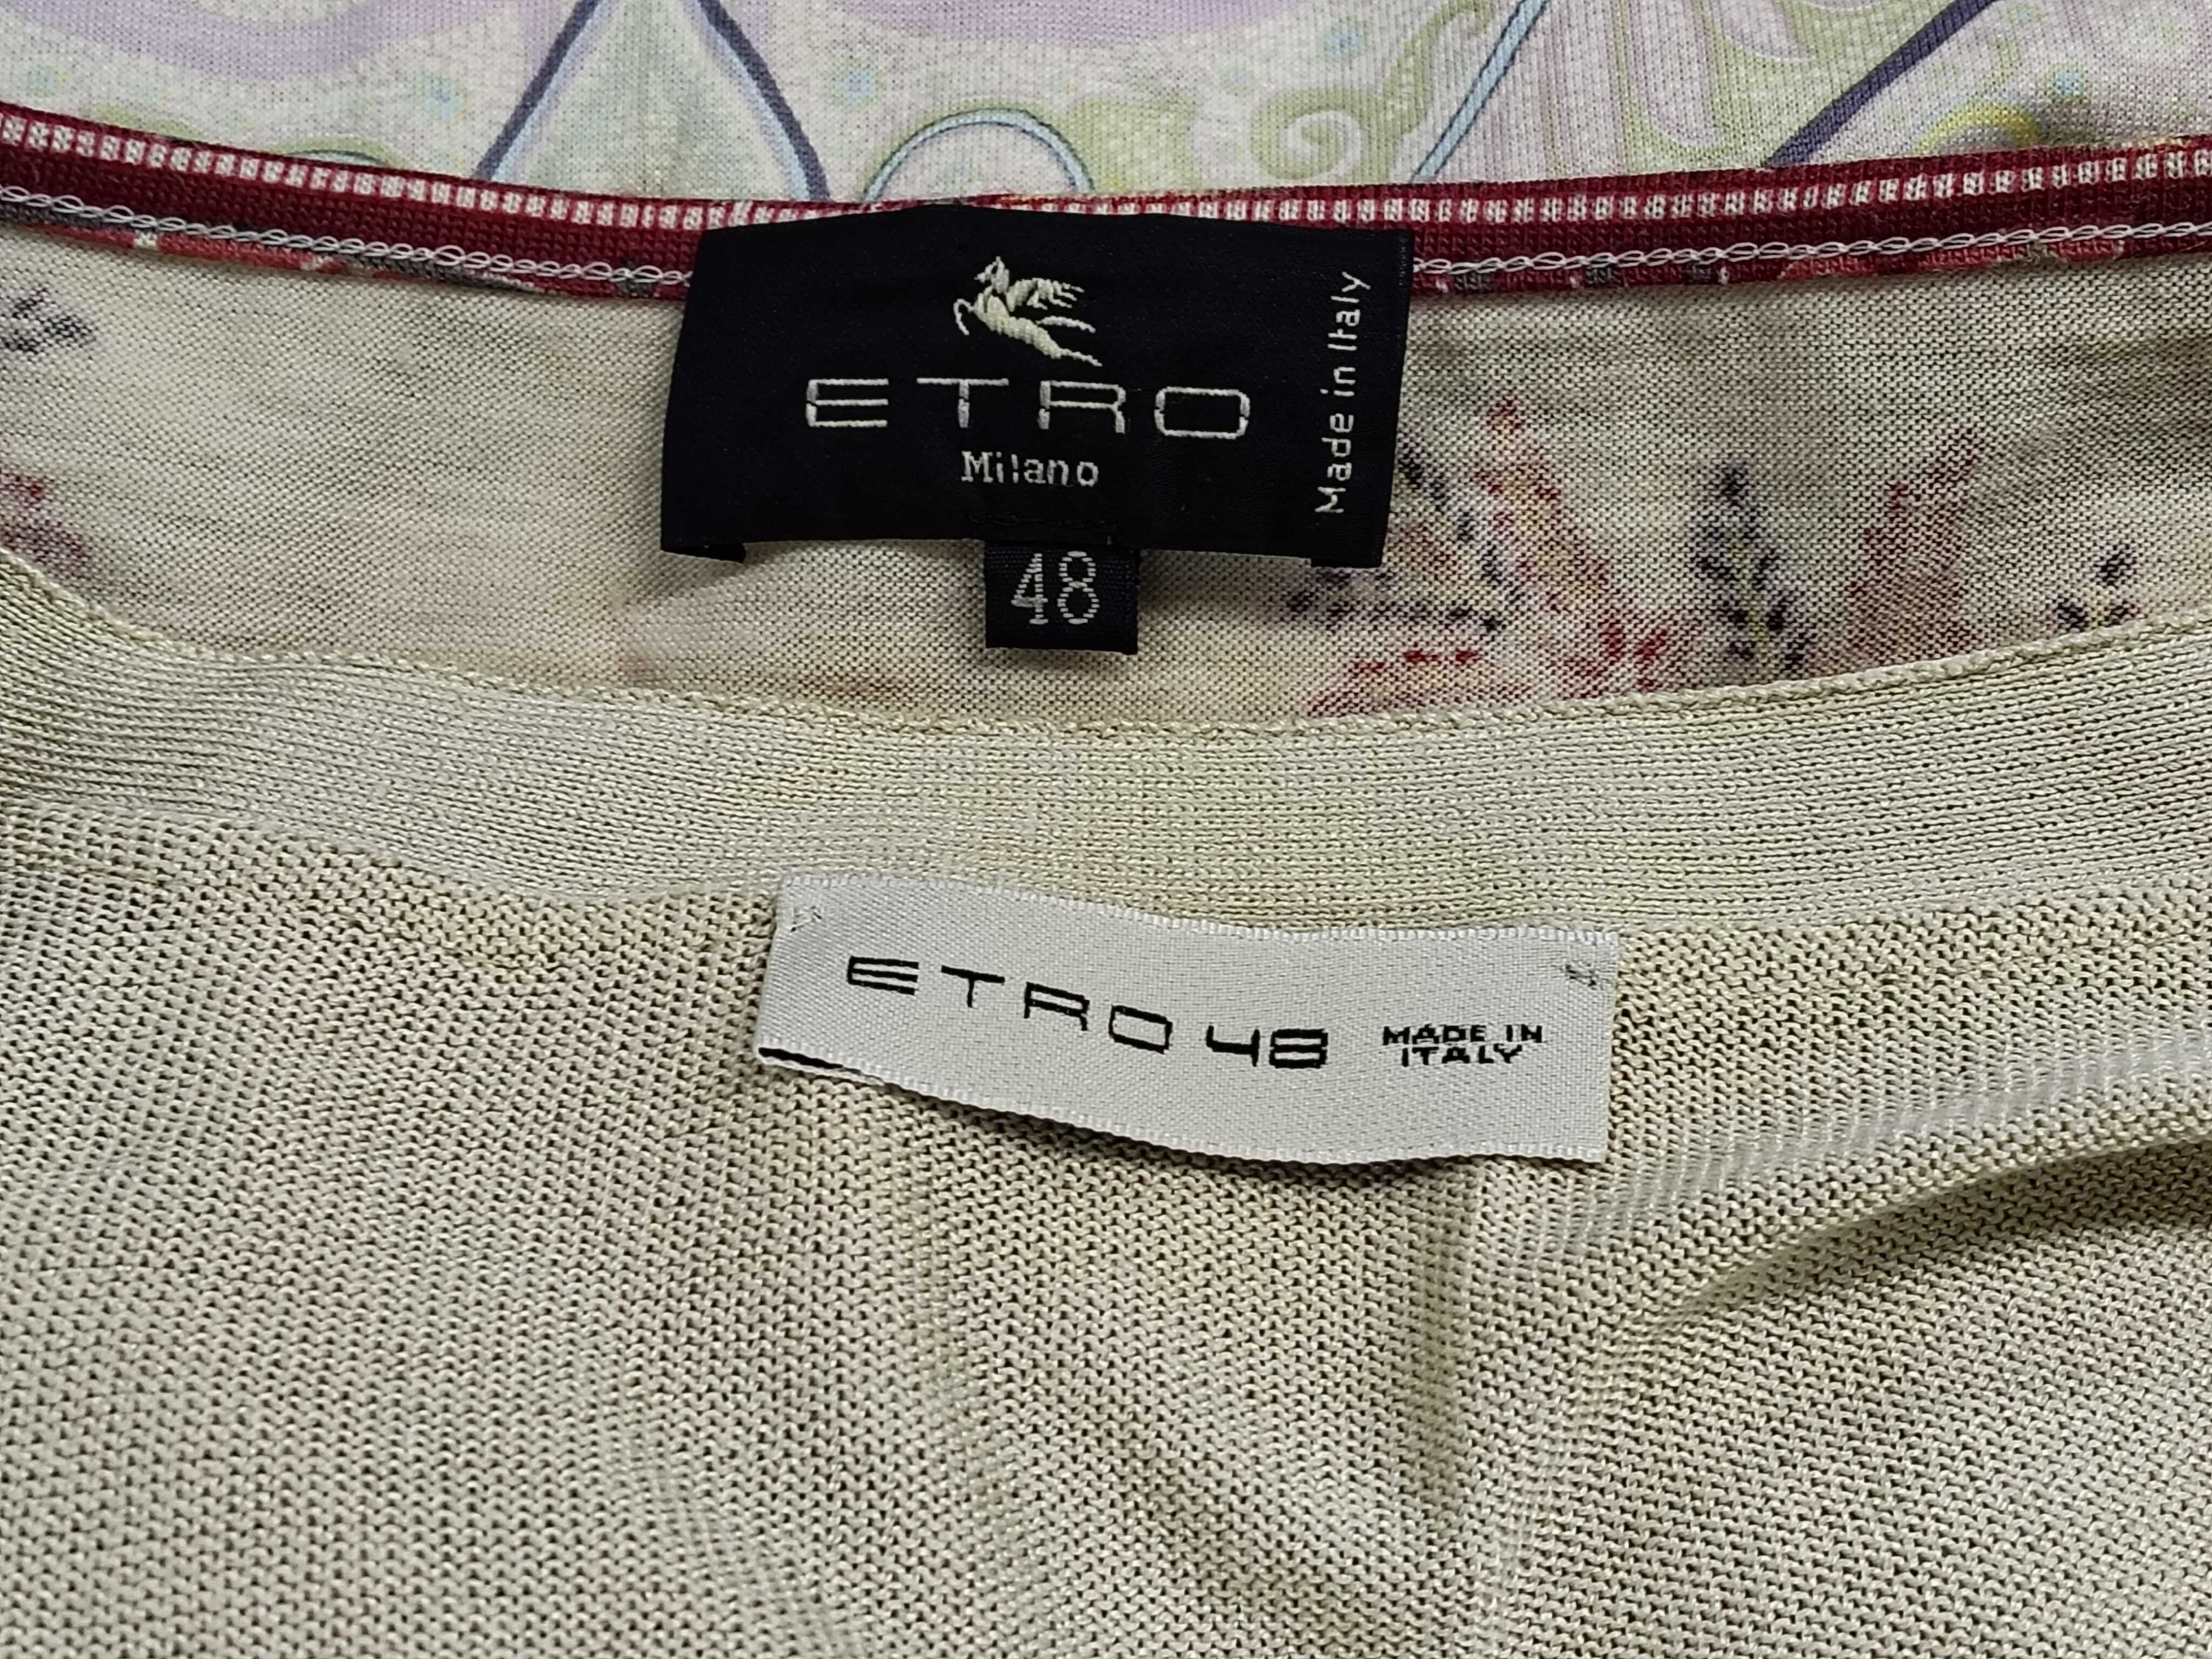 ETRO
Milano
Made in Italy
48
ETRO 48 MADE IN
ITALY